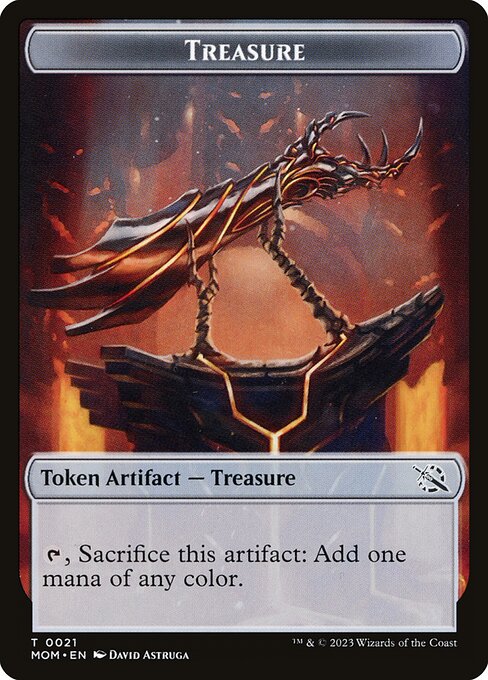 TREASURE
Token Artifact — Treasure
, Sacrifice this artifact: Add one
mana of any color.
T 0021
MOM • EN DAVID ASTRUGA
™ & © 2023 Wizards of the Coast